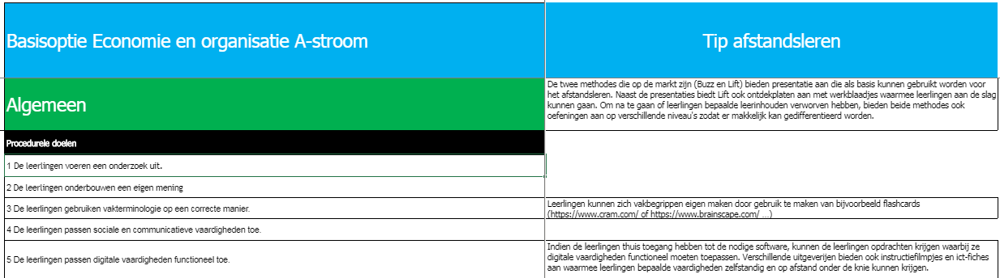 Basisoptie Economie en organisatie A-stroom
Tip afstandsleren
Algemeen
De twee methodes die op de markt zijn (Buzz en Lift) bieden presentatie aan die als basis kunnen gebruikt worden voor
het afstandsleren. Naast de presentaties biedt Lift ook ontdekplaten aan met werkblaadjes waarmee leerlingen aan de slag
kunnen gaan. Om na te gaan of leerlingen bepaalde leerinhouden verworven hebben, bieden beide methodes ook
oefeningen aan op verschillende niveau's zodat er makkelijk kan gedifferentieerd worden.
Procedurele doelen
1 De leerlingen voeren een onderzoek uit.
2 De leerlingen onderbouwen een eigen mening
3 De leerlingen gebruiken vakterminologie op een correcte manier.
Leerlingen kunnen zich vakbegrippen eigen maken door gebruik te maken van bijvoorbeeld flashcards
(https://www.cram.com/ of https://www.brainscape.com/ ...)
4 De leerlingen passen sociale en communicatieve vaardigheden toe.
5 De leerlingen passen digitale vaardigheden functioneel toe.
Indien de leerlingen thuis toegang hebben tot de nodige software, kunnen de leerlingen opdrachten krijgen waarbij ze
digitale vaardigheden functioneel moeten toepassen. Verschillende uitgeverijen bieden ook instructiefilmpjes en ict-fiches
aan waarmee leerlingen bepaalde vaardigheden zelfstandig en op afstand onder de knie kunnen krijgen.